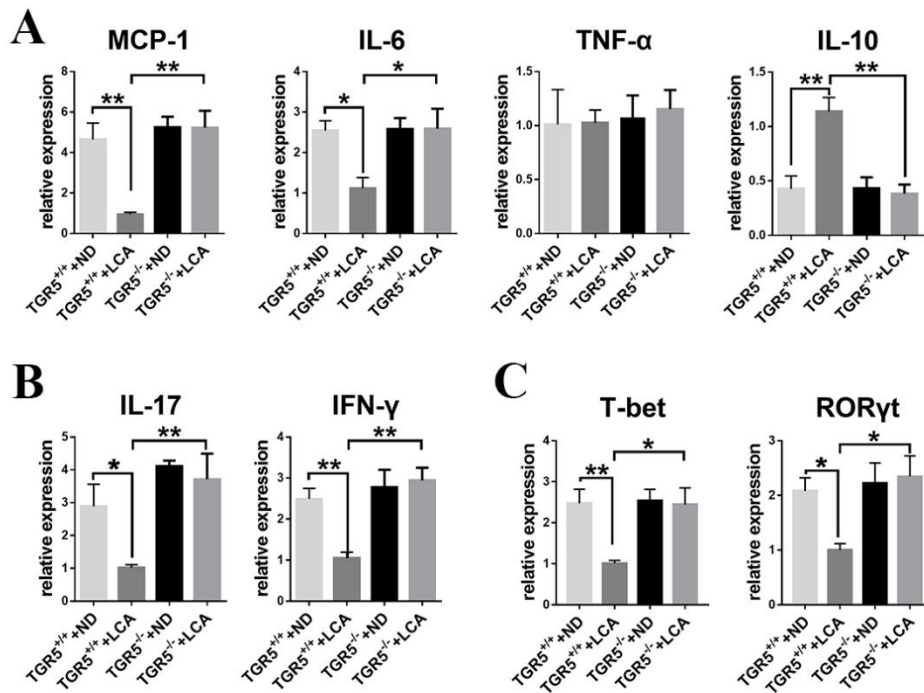 A
MCP-1
IL-6
TNF-α
IL-10
relative expression
8
6
4
2
0
** **
TGR5+/++ND
TGR5+/++LCA
TGR5-/-+ND
TGR5-/-+LCA
relative expression
4
3
2
1
0
* *
TGR5+/++ND
TGR5+/++LCA
TGR5-/-+ND
TGR5-/-+LCA
relative expression
1.5
1.0
0.5
0.0
TGR5+/++ND
TGR5+/++LCA
TGR5-/-+ND
TGR5-/-+LCA
relative expression
1.5
1.0
0.5
0.0
** **
TGR5+/++ND
TGR5+/++LCA
TGR5-/-+ND
TGR5-/-+LCA
B
IL-17
IFN-γ
relative expression
5
4
3
2
1
0
* **
TGR5+/++ND
TGR5+/++LCA
TGR5-/-+ND
TGR5-/-+LCA
relative expression
4
3
2
1
0
** **
TGR5+/++ND
TGR5+/++LCA
TGR5-/-+ND
TGR5-/-+LCA
C
T-bet
RORγt
relative expression
4
3
2
1
0
** *
TGR5+/++ND
TGR5+/++LCA
TGR5-/-+ND
TGR5-/-+LCA
relative expression
3
2
1
0
* *
TGR5+/++ND
TGR5+/++LCA
TGR5-/-+ND
TGR5-/-+LCA